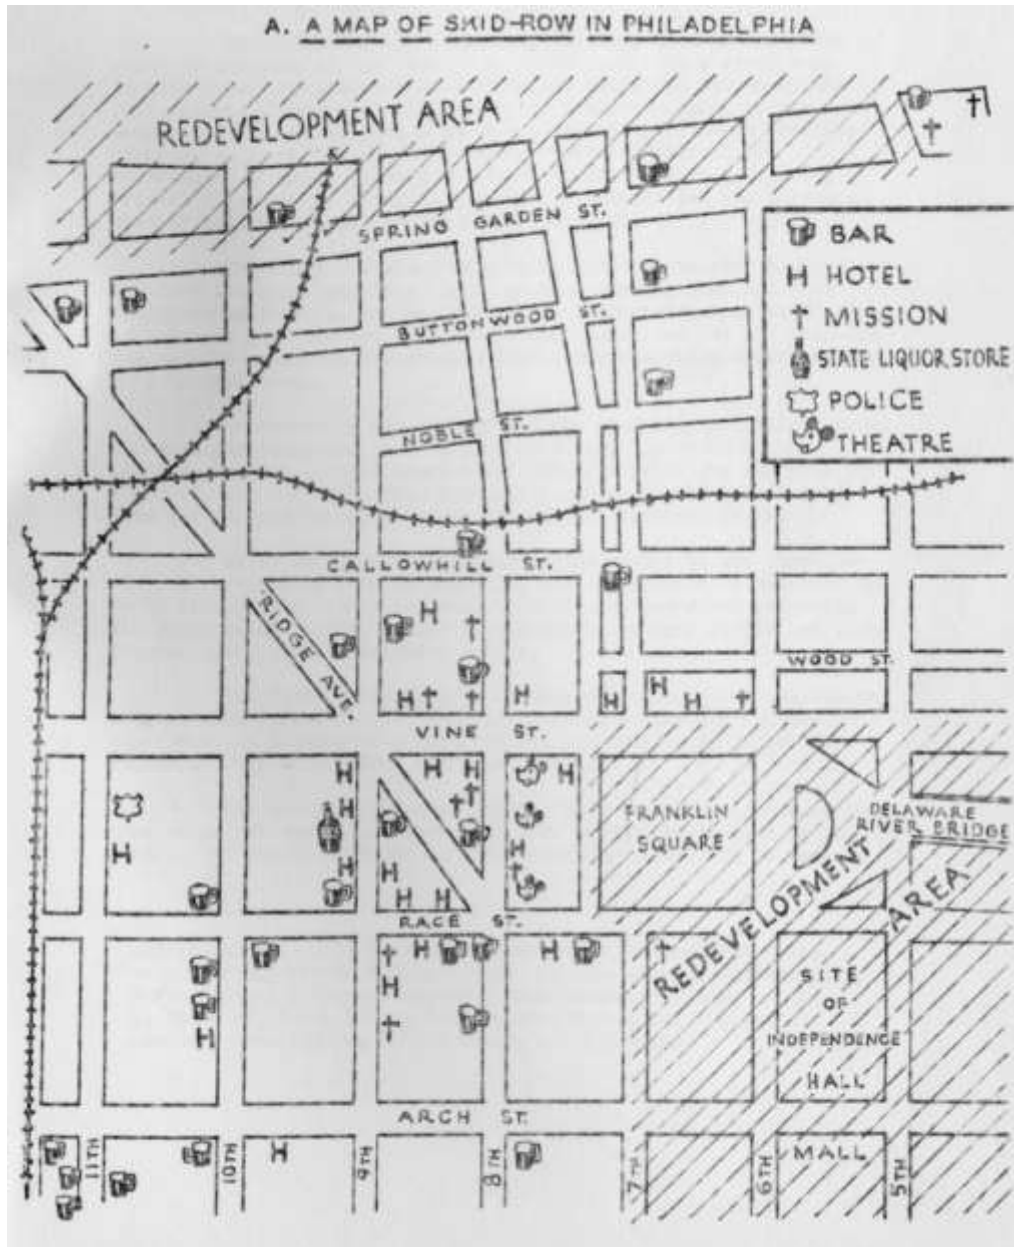 A. A MAP OF SKID-ROW IN PHILADELPHIA
REDEVELOPMENT AREA
SPRING GARDEN ST.
BAR
H HOTEL
MISSION
STATE LIQUOR STORE
POLICE
THEATRE
BUTTONWOOD ST.
NOBLE ST.
CALLOWHILL ST.
RIDGE AVE
H
WOOD ST.
H
H
H
H
H
VINE ST.
H
H
H
H
H
FRANKLIN
SQUARE
DELAWARE
RIVER BRIDGE
H
H
H
H
H
H
H
RACE ST.
REDEVELOPMENT
AREA
H
H
H
H
SITE
OF
INDEPENDENCE
HALL
MALL
ARCH ST.
H
11TH
10TH
9TH
8TH
7TH
6TH
5TH